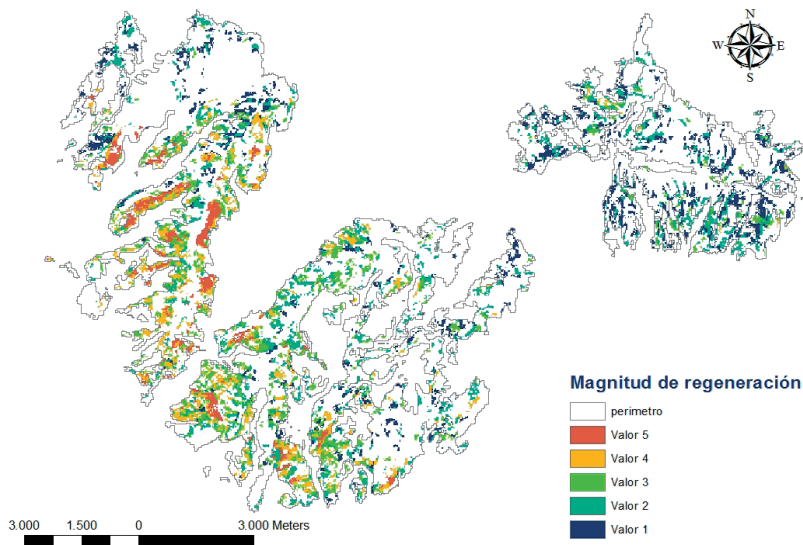 N
W E
S
Magnitud de regeneración
perimetro
Valor 5
Valor 4
Valor 3
Valor 2
Valor 1
3.000 1.500 0 3.000 Meters